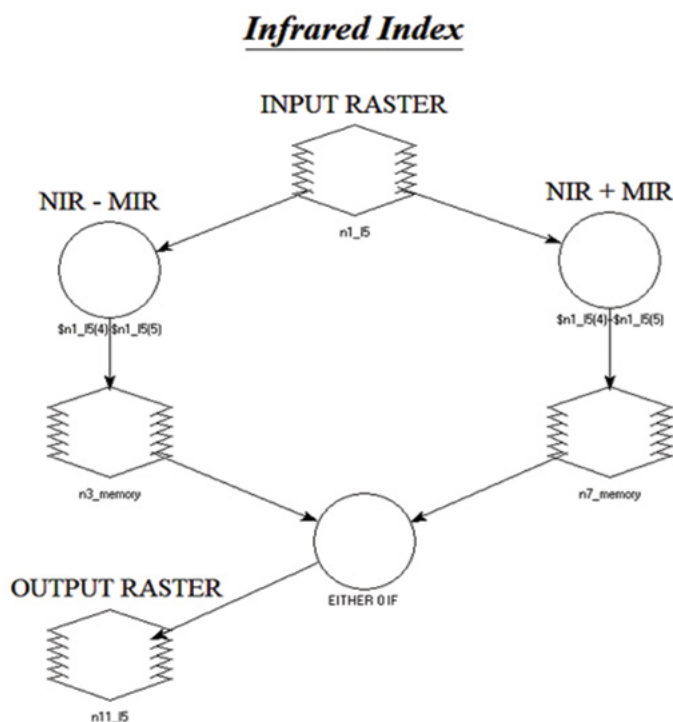 Infrared Index
INPUT RASTER
NIR - MIR
NIR + MIR
n1_l5
$n1_l5(4)-$n1_l5(5)
$n1_l5(4)+$n1_l5(5)
n3_memory
n7_memory
OUTPUT RASTER
EITHER 0 IF
n11_l5